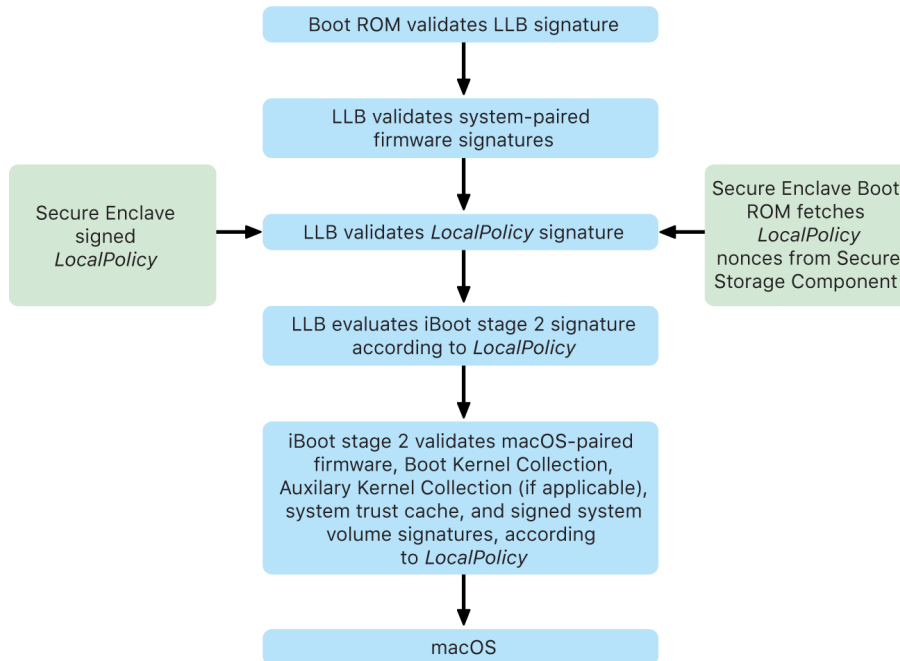 Boot ROM validates LLB signature
LLB validates system-paired
firmware signatures
Secure Enclave
signed
LocalPolicy
LLB validates LocalPolicy signature
Secure Enclave Boot
ROM fetches
LocalPolicy
nonces from Secure
Storage Component
LLB evaluates iBoot stage 2 signature
according to LocalPolicy
iBoot stage 2 validates macOS-paired
firmware, Boot Kernel Collection,
Auxilary Kernel Collection (if applicable),
system trust cache, and signed system
volume signatures, according
to LocalPolicy
macOS